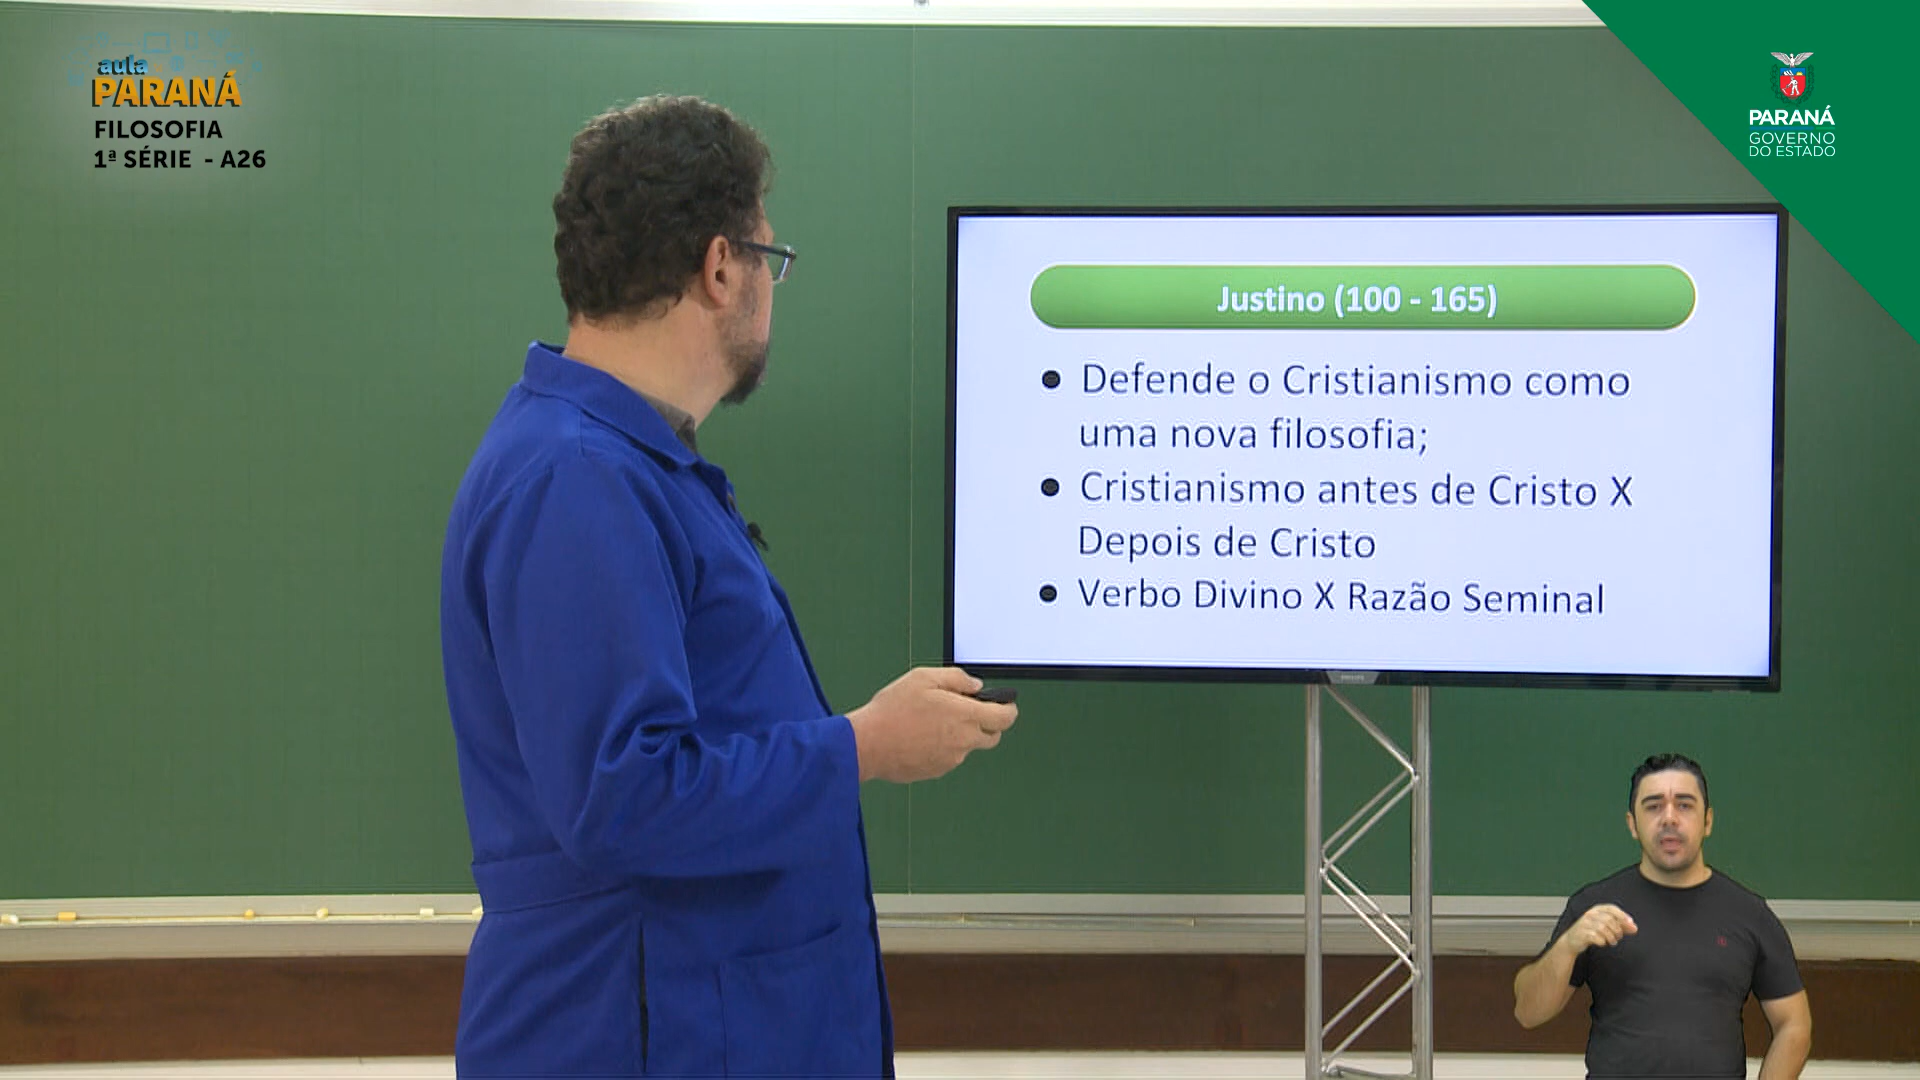 aula
PARANÁ
FILOSOFIA
1ª SÉRIE - A26
PARANÁ
GOVERNO
DO ESTADO
Justino (100 - 165)
● Defende o Cristianismo como
uma nova filosofia;
● Cristianismo antes de Cristo X
Depois de Cristo
● Verbo Divino X Razão Seminal
PHILIPS